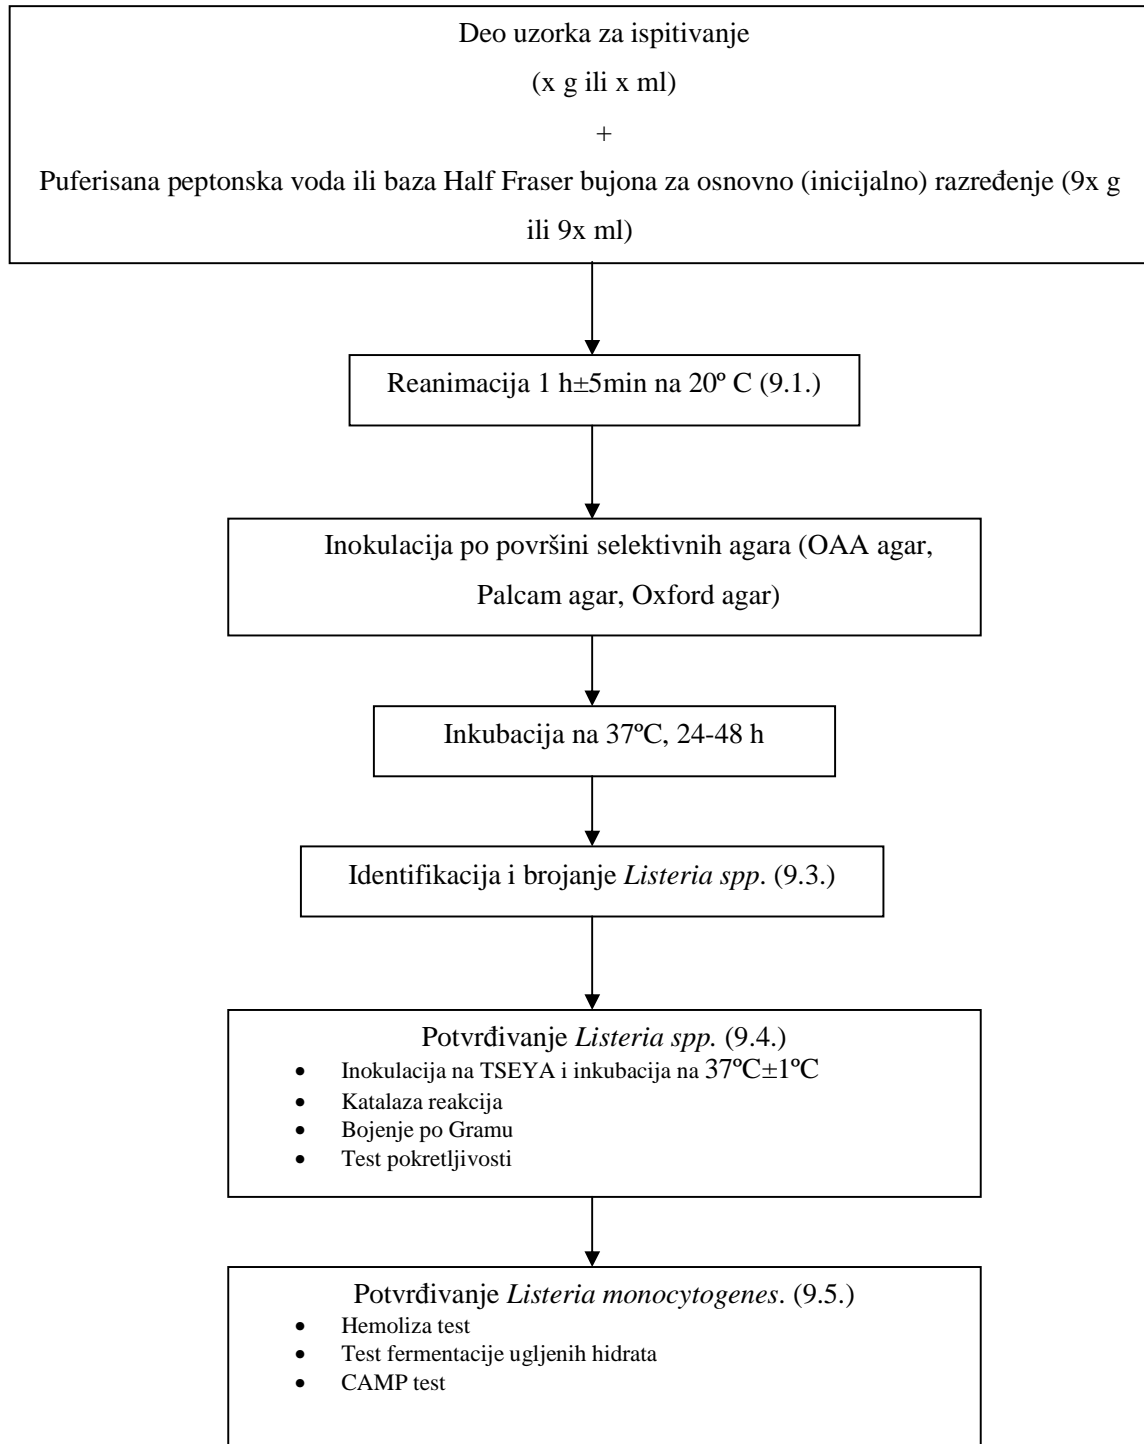 Deo uzorka za ispitivanje
(x g ili x ml)
+
Puferisana peptonska voda ili baza Half Fraser bujona za osnovno (inicijalno) razređenje (9x g
ili 9x ml)
Reanimacija 1 h±5min na 20º C (9.1.)
Inokulacija po površini selektivnih agara (OAA agar,
Palcam agar, Oxford agar)
Inkubacija na 37ºC, 24-48 h
Identifikacija i brojanje Listeria spp. (9.3.)
Potvrđivanje Listeria spp. (9.4.)
• Inokulacija na TSEYA i inkubacija na 37ºC±1ºC
• Katalaza reakcija
• Bojenje po Gramu
• Test pokretljivosti
Potvrđivanje Listeria monocytogenes. (9.5.)
• Hemoliza test
• Test fermentacije ugljenih hidrata
• CAMP test